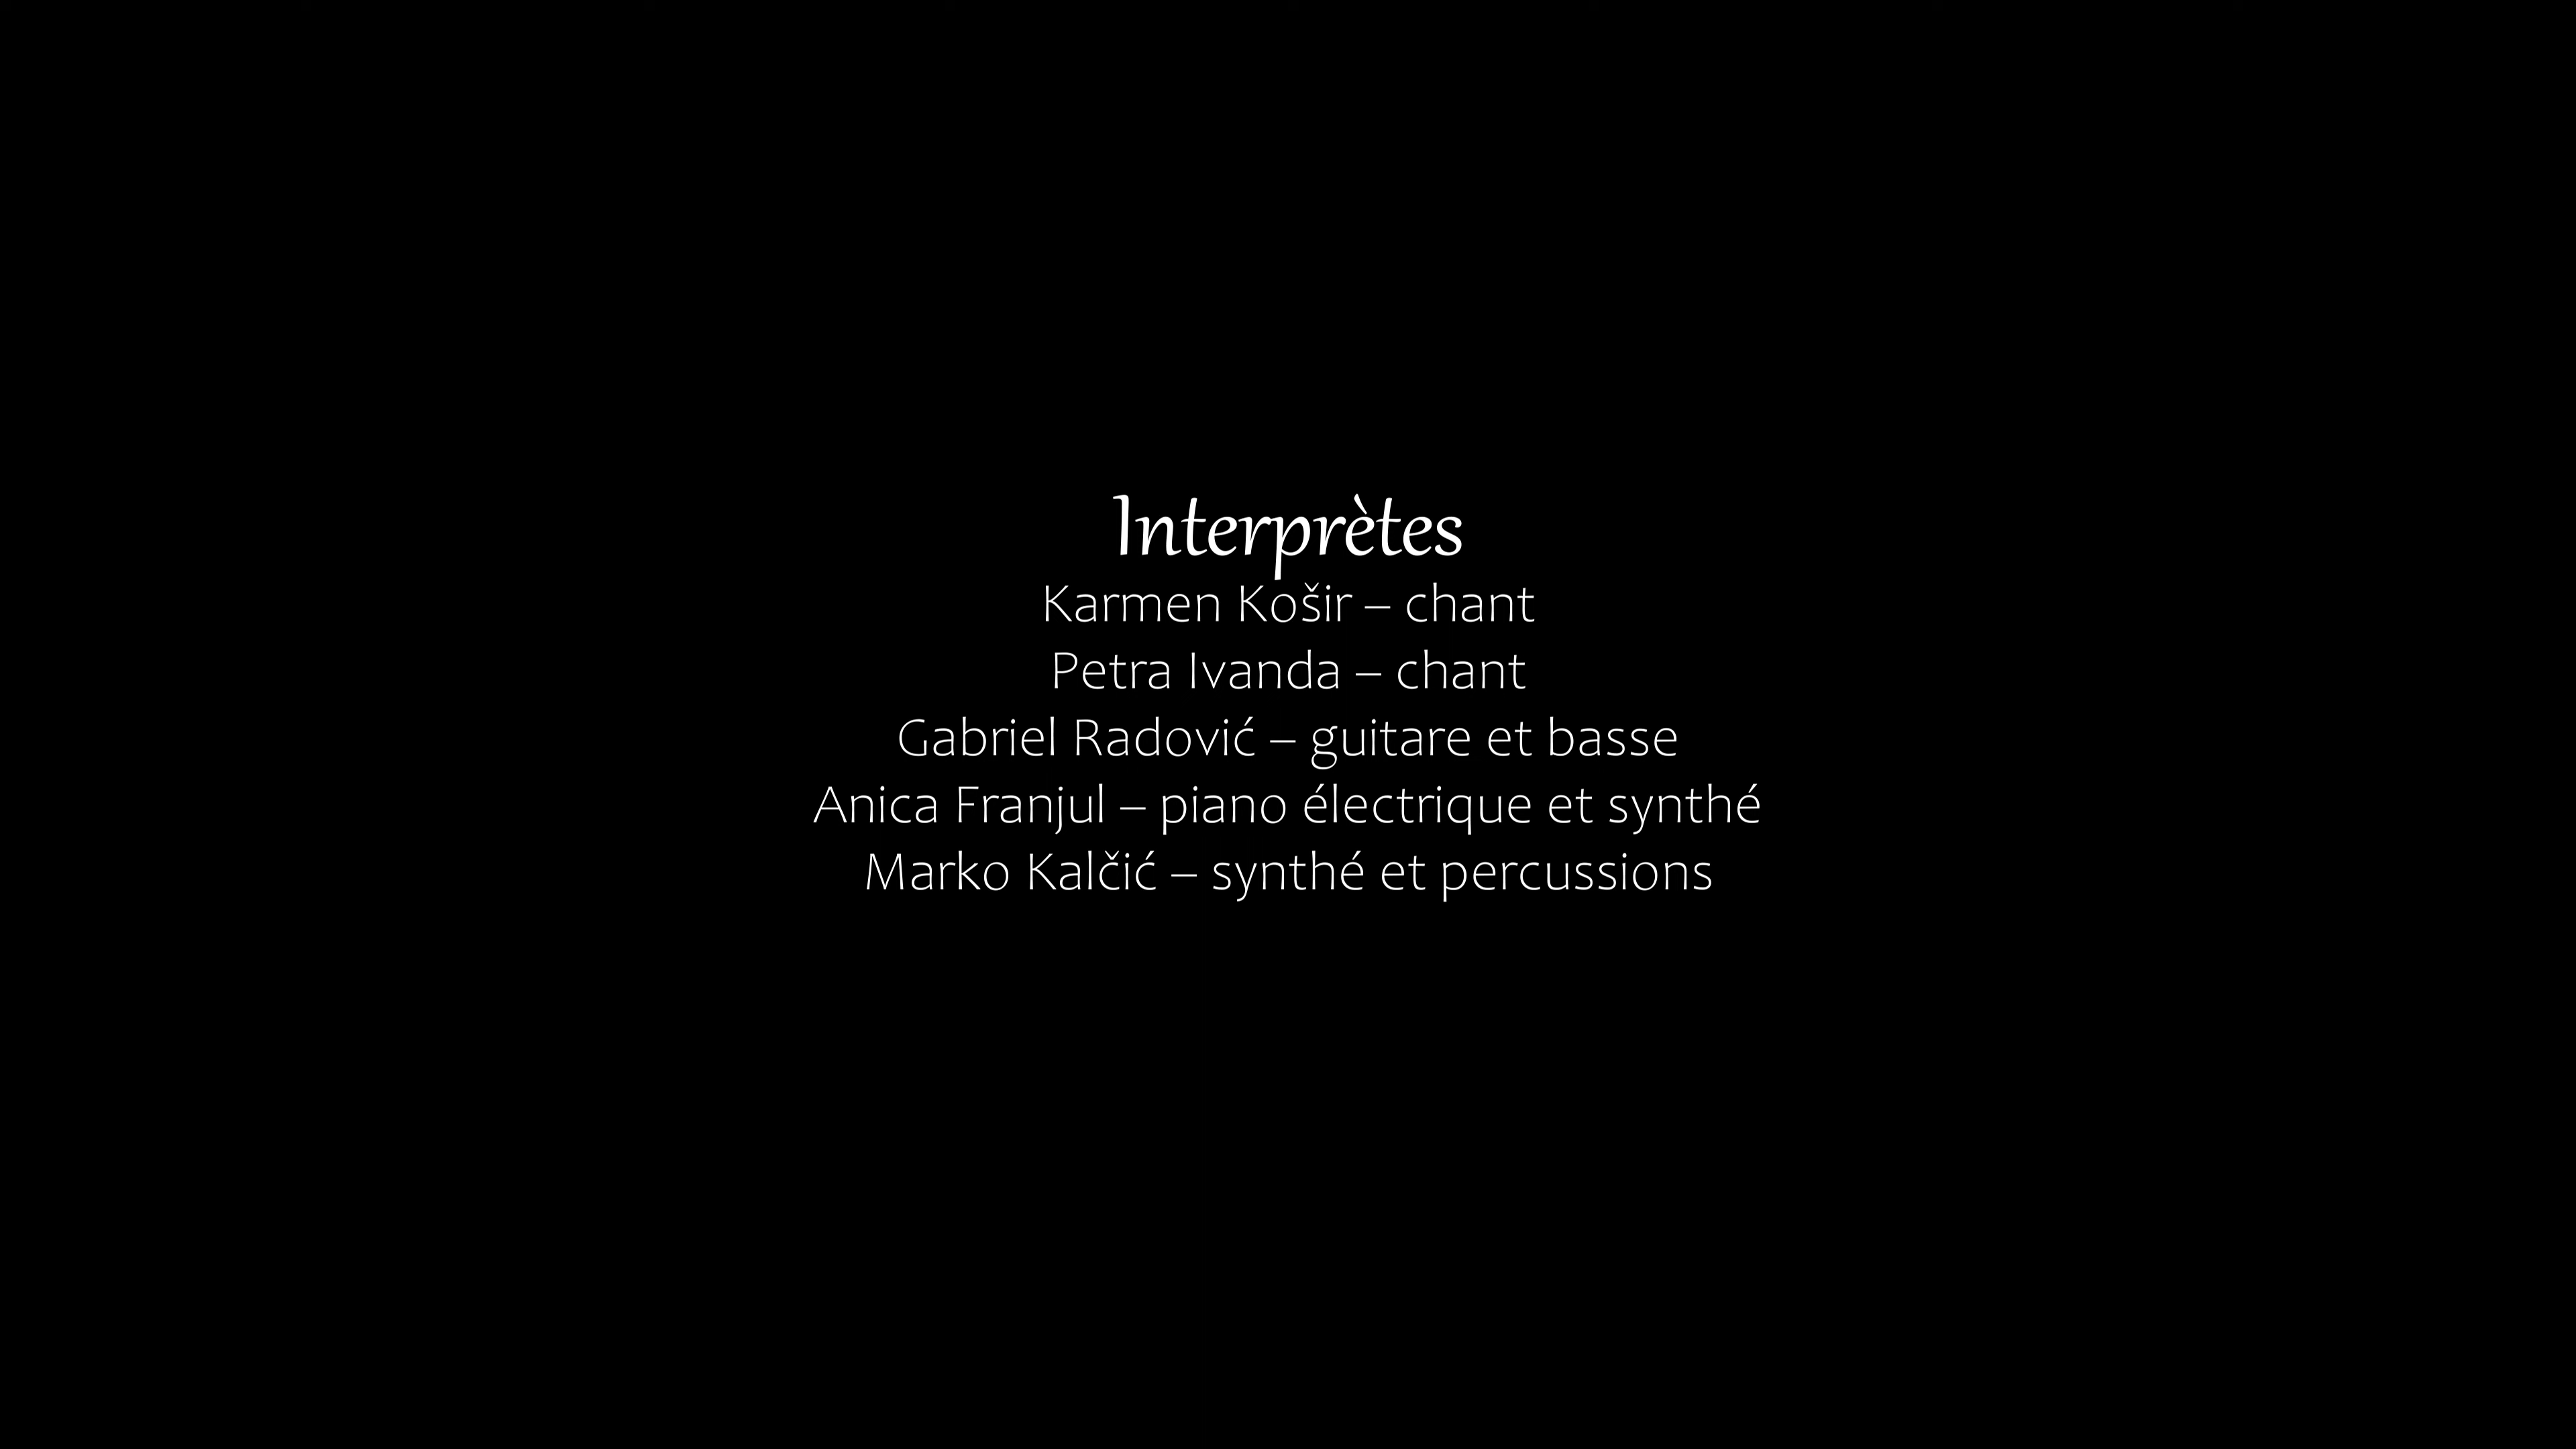 Interprètes
Karmen Košir – chant
Petra Ivanda – chant
Gabriel Radović – guitare et basse
Anica Franjul – piano électrique et synthé
Marko Kalčić – synthé et percussions